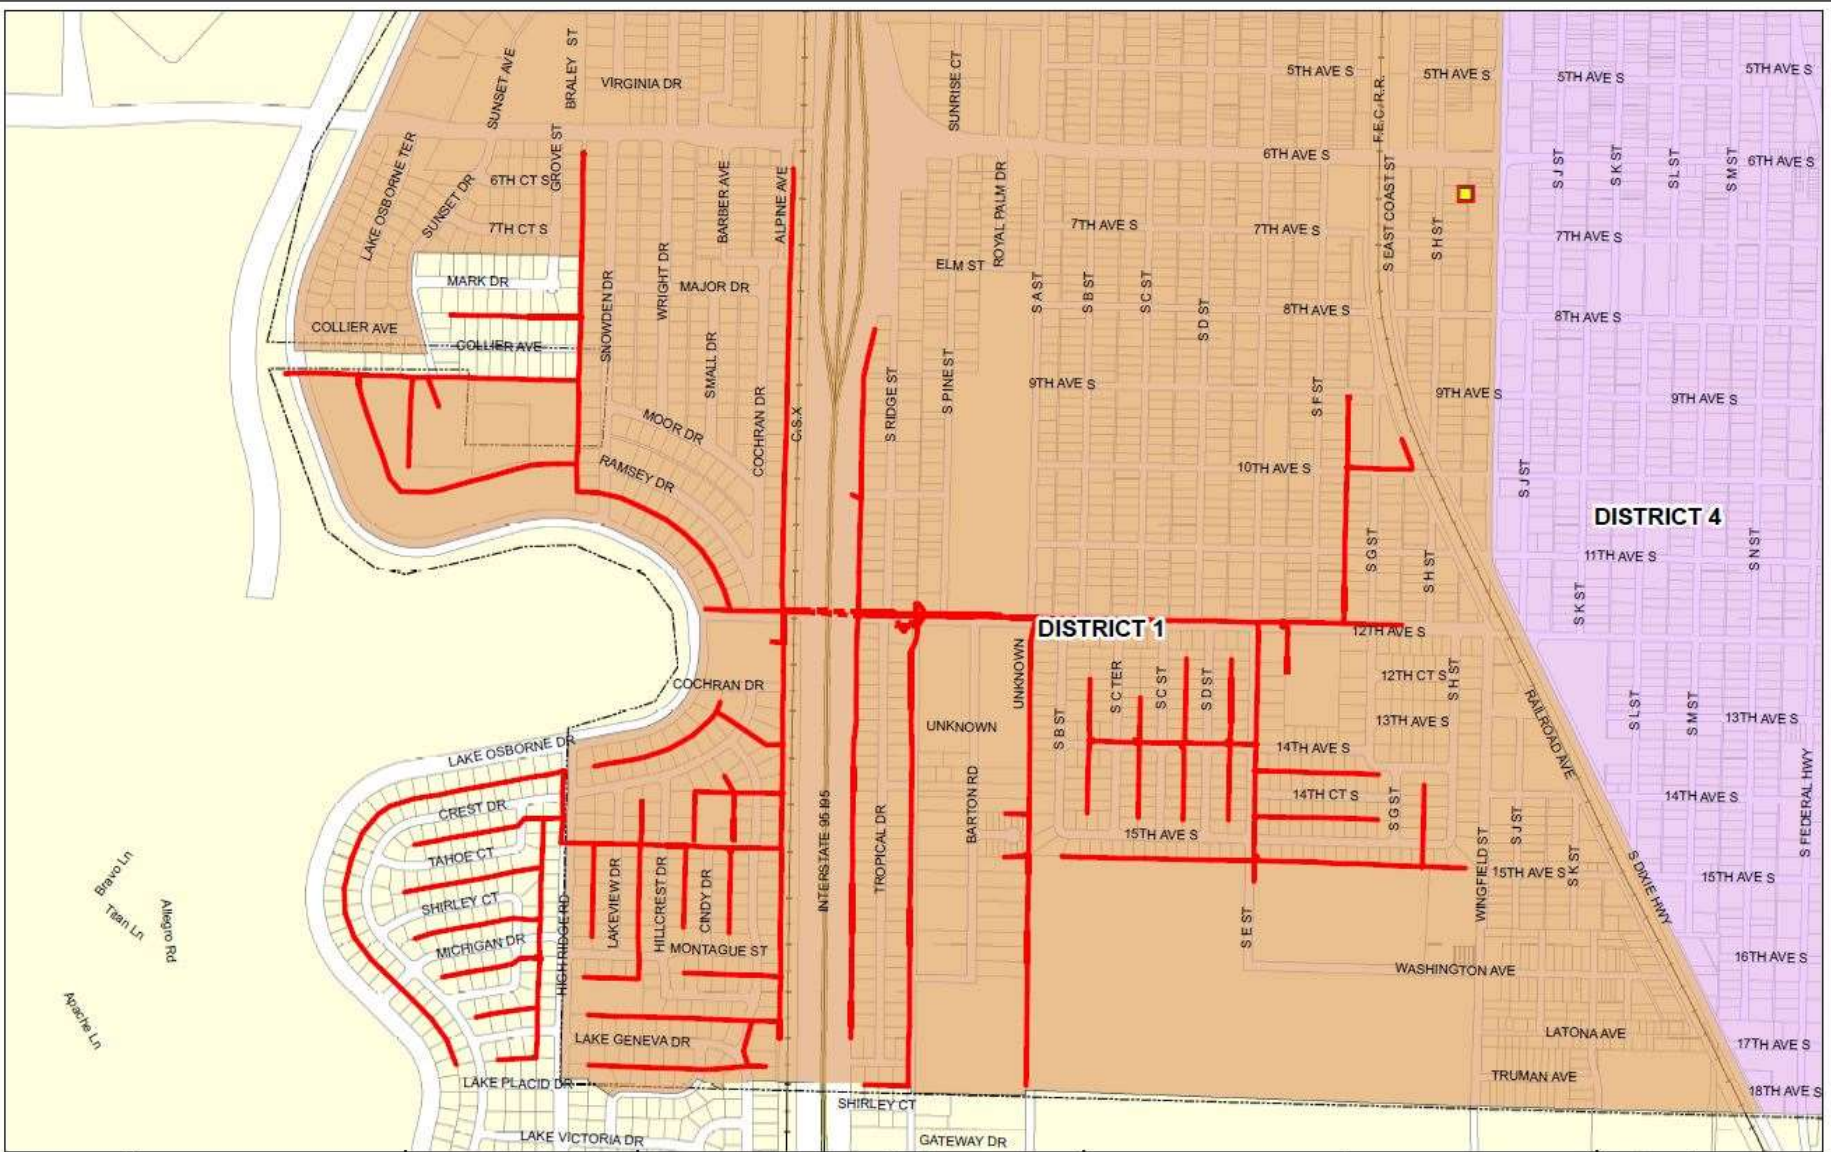 SUNSET AVE
BRALEY ST
VIRGINIA DR
SUNRISE CT
5TH AVE S
F.E.C.R.R.
5TH AVE S
5TH AVE S
5TH AVE S
LAKE OSBORNE TER
SUNSET DR
6TH CT S
GROVE ST
7TH CT S
BARBER AVE
ALPINE AVE
ROYAL PALM DR
6TH AVE S
S EAST COAST ST
S H ST
S J ST
S K ST
S L ST
S M ST
6TH AVE S
7TH AVE S
7TH AVE S
7TH AVE S
MARK DR
COLLIER AVE
COLLIER AVE
SNOWDEN DR
WRIGHT DR
MAJOR DR
SMALL DR
ELM ST
S A ST
S B ST
S C ST
S D ST
8TH AVE S
8TH AVE S
MOOR DR
RAMSEY DR
COCHRAN DR
C.S.X
S RIDGE ST
S PINE ST
9TH AVE S
S F ST
9TH AVE S
9TH AVE S
10TH AVE S
S J ST
DISTRICT 4
S G ST
S H ST
11TH AVE S
S K ST
S N ST
DISTRICT 1
12TH AVE S
COCHRAN DR
UNKNOWN
UNKNOWN
S B ST
S C TER
S C ST
S D ST
12TH CT S
S H ST
13TH AVE S
RAILROAD AVE
S L ST
S M ST
13TH AVE S
LAKE OSBORNE DR
14TH AVE S
CREST DR
TAHOE CT
SHIRLEY CT
MICHIGAN DR
HIGH RIDGE RD
LAKEVIEW DR
HILLCREST DR
CINDY DR
MONTAGUE ST
INTERSTATE 95 I95
TROPICAL DR
BARTON RD
15TH AVE S
14TH CT S
S G ST
WINGFIELD ST
S J ST
S K ST
14TH AVE S
S FEDERAL HWY
15TH AVE S
15TH AVE S
S DIXIE HWY
Bravo Ln
Titan Ln
Allegro Rd
Apache Ln
S E ST
WASHINGTON AVE
16TH AVE S
LAKE GENEVA DR
LATONA AVE
17TH AVE S
LAKE PLACID DR
TRUMAN AVE
18TH AVE S
SHIRLEY CT
LAKE VICTORIA DR
GATEWAY DR